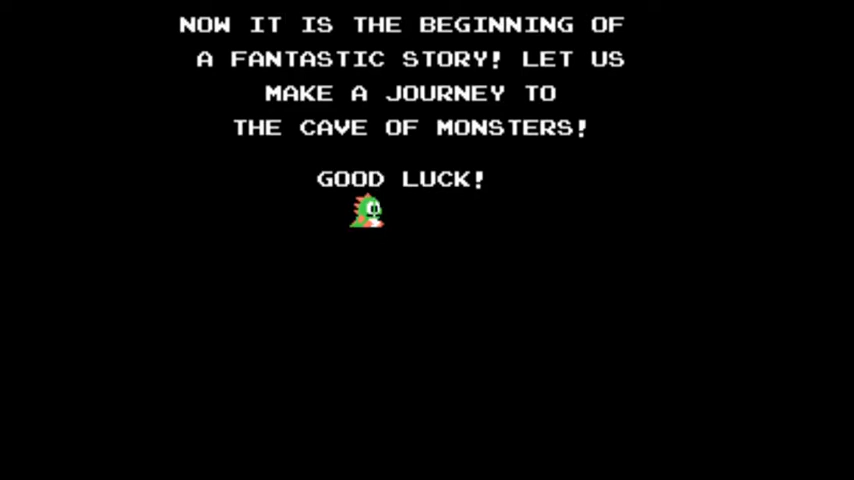 NOW IT IS THE BEGINNING OF
A FANTASTIC STORY! LET US
MAKE A JOURNEY TO
THE CAVE OF MONSTERS!
GOOD LUCK!